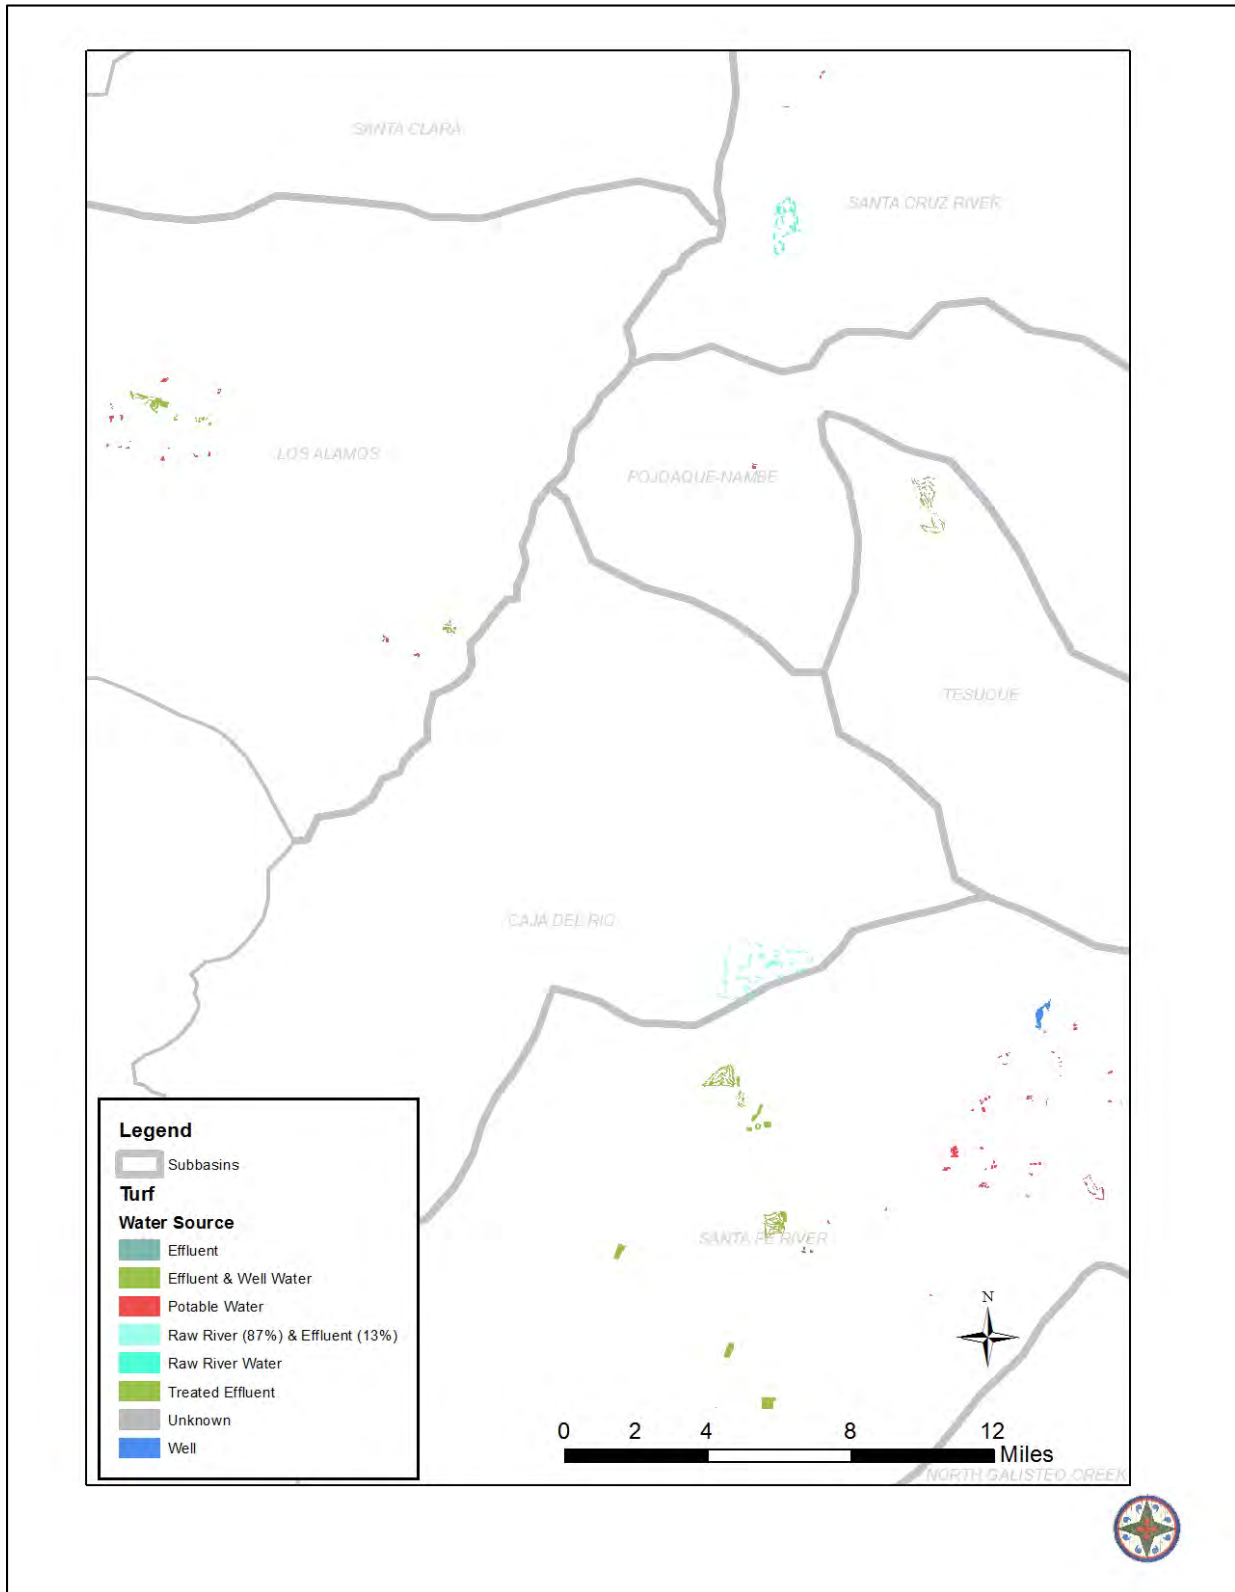 SANTA CLARA
SANTA CRUZ RIVER
LOS ALAMOS
POJOAQUE-NAMBE
TESUQUE
CAJA DEL RIO
Legend
Subbasins
Turf
Water Source
Effluent
Effluent & Well Water
Potable Water
Raw River (87%) & Effluent (13%)
Raw River Water
Treated Effluent
Unknown
Well
SANTA FE RIVER
N
0 2 4 8 12
Miles
NORTH GALISTEO CREEK